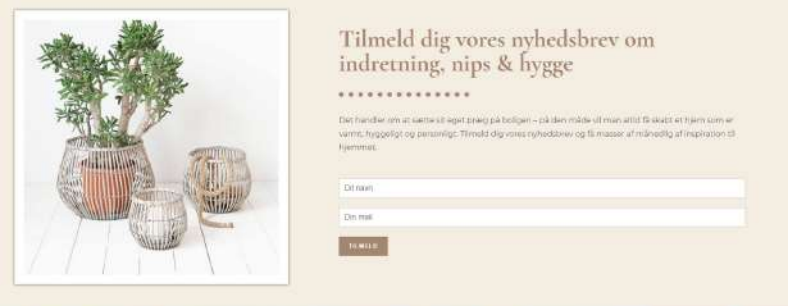 Tilmeld dig vores nyhedsbrev om
indretning, nips & hygge
Det handler om at sætte sit eget præg på boligen – på den måde vil man altid få skabt et hjem som er
varmt, hyggeligt og personligt. Tilmeld dig vores nyhedsbrev og få masser af månedlig af inspiration til
hjemmet.
Dit navn
Din mail
TILMELD